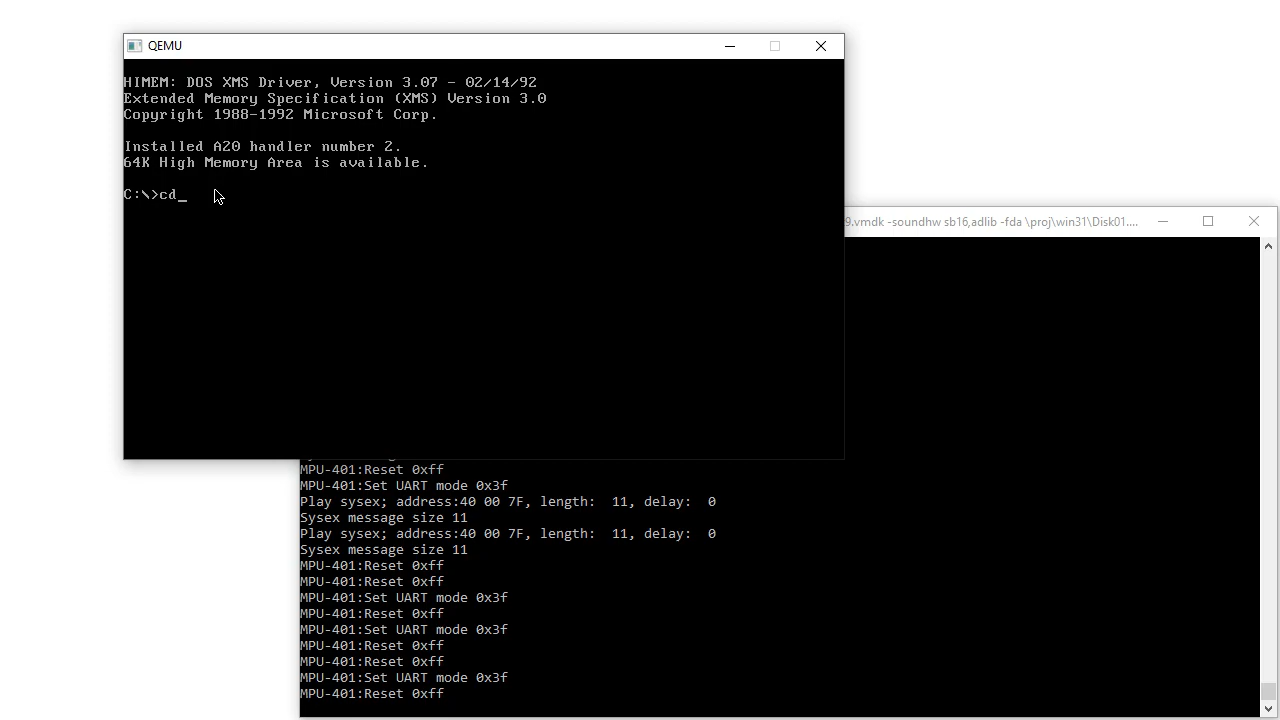 QEMU
HIMEM: DOS XMS Driver, Version 3.07 - 02/14/92
Extended Memory Specification (XMS) Version 3.0
Copyright 1988-1992 Microsoft Corp.
Installed A20 handler number 2.
64K High Memory Area is available.
C:\>cd_
9.vmdk -soundhw sb16,adlib -fda \proj\win31\Disk01....
MPU-401:Reset 0xff
MPU-401:Set UART mode 0x3f
Play sysex; address:40 00 7F, length:  11, delay:  0
Sysex message size 11
Play sysex; address:40 00 7F, length:  11, delay:  0
Sysex message size 11
MPU-401:Reset 0xff
MPU-401:Reset 0xff
MPU-401:Set UART mode 0x3f
MPU-401:Reset 0xff
MPU-401:Set UART mode 0x3f
MPU-401:Reset 0xff
MPU-401:Reset 0xff
MPU-401:Set UART mode 0x3f
MPU-401:Reset 0xff